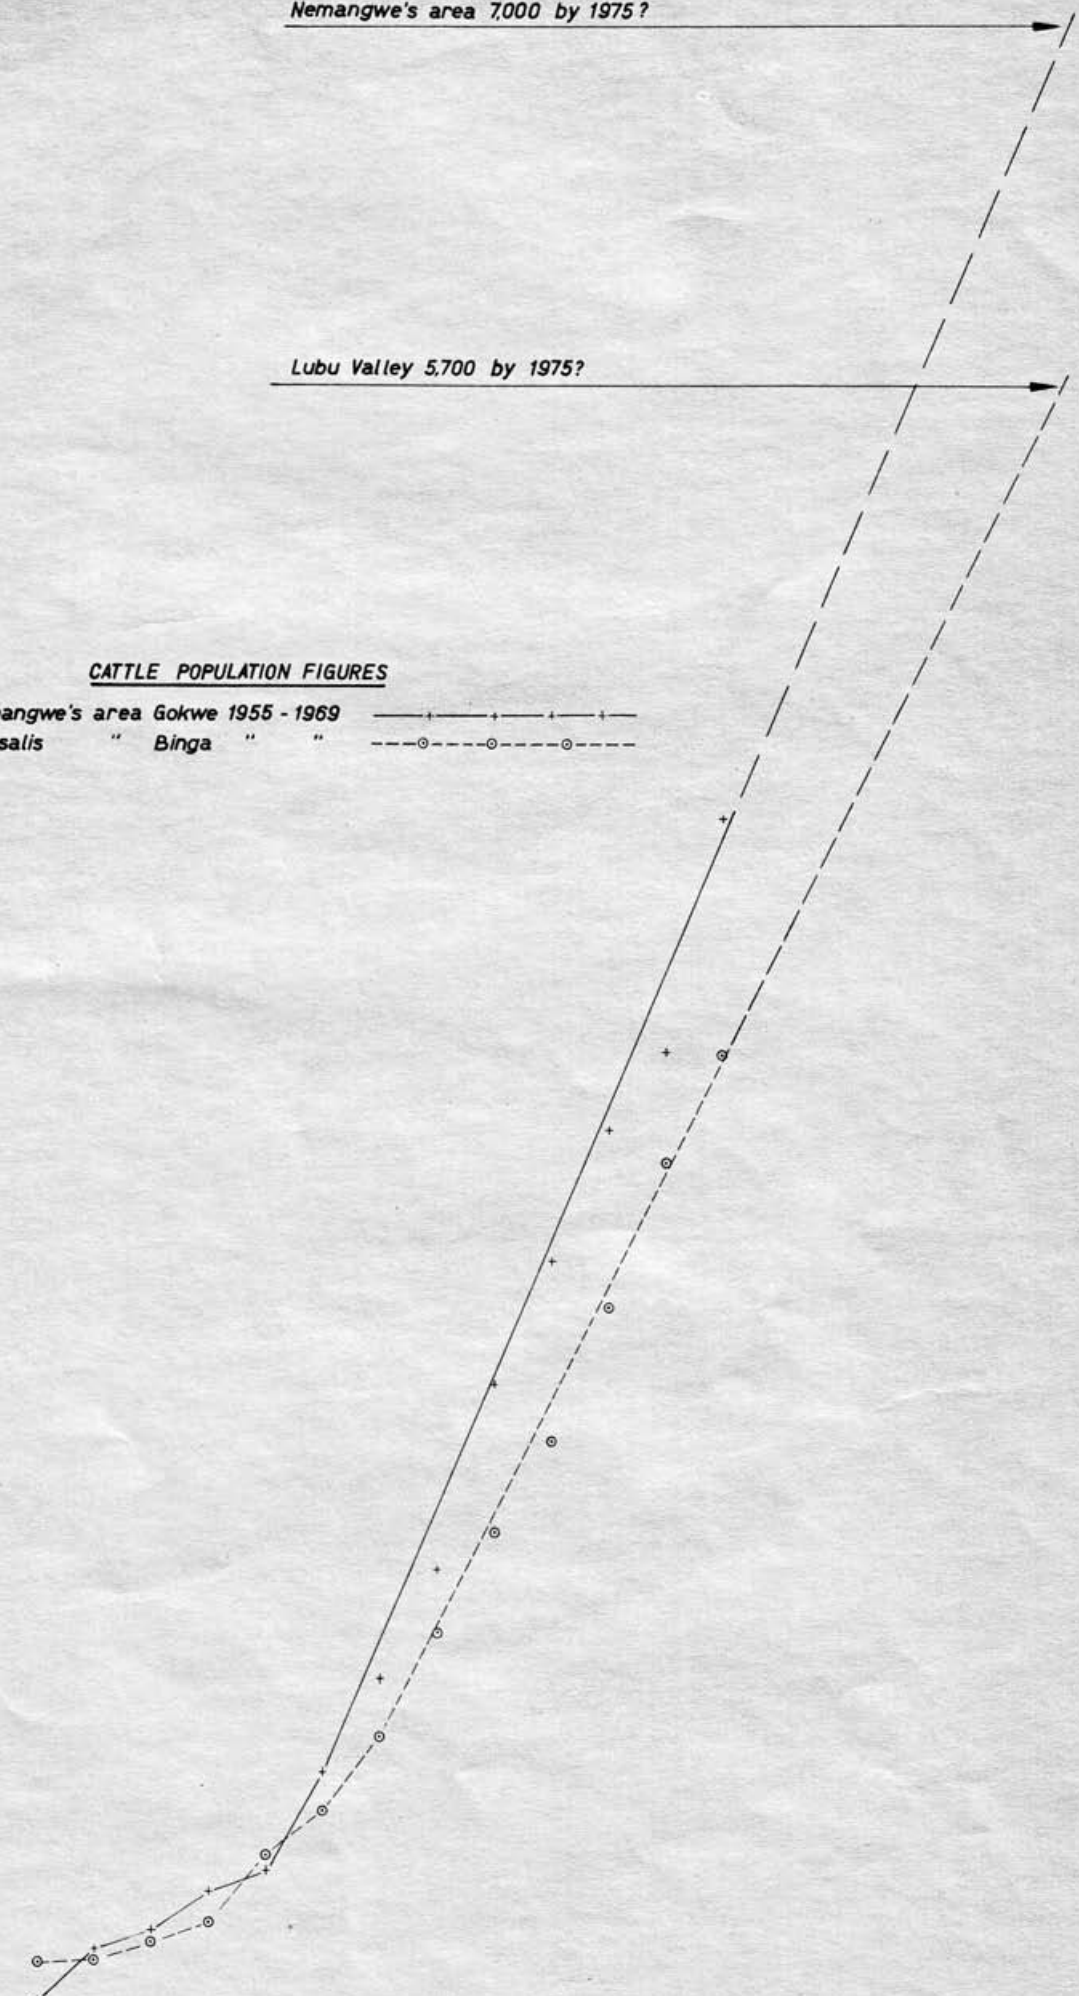 Nemangwe's area 7,000 by 1975?
Lubu Valley 5,700 by 1975?
CATTLE POPULATION FIGURES
angwe's area Gokwe 1955 - 1969
salis " Binga " "